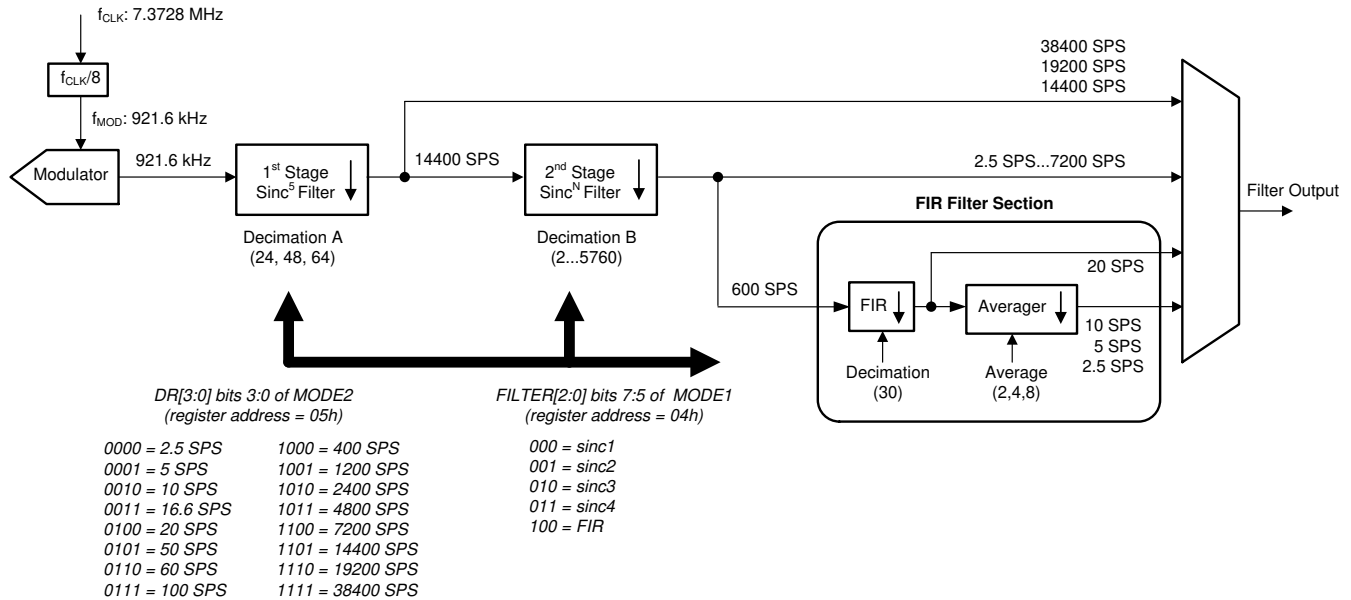 fCLK: 7.3728 MHz
fCLK/8
fMOD: 921.6 kHz
Modulator
921.6 kHz
1st Stage
Sinc5 Filter
Decimation A
(24, 48, 64)
14400 SPS
2nd Stage
SincN Filter
Decimation B
(2...5760)
38400 SPS
19200 SPS
14400 SPS
2.5 SPS...7200 SPS
Filter Output
FIR Filter Section
600 SPS
FIR
Decimation
(30)
Averager
Average
(2,4,8)
20 SPS
10 SPS
5 SPS
2.5 SPS
DR[3:0] bits 3:0 of MODE2
(register address = 05h)
0000 = 2.5 SPS
0001 = 5 SPS
0010 = 10 SPS
0011 = 16.6 SPS
0100 = 20 SPS
0101 = 50 SPS
0110 = 60 SPS
0111 = 100 SPS
1000 = 400 SPS
1001 = 1200 SPS
1010 = 2400 SPS
1011 = 4800 SPS
1100 = 7200 SPS
1101 = 14400 SPS
1110 = 19200 SPS
1111 = 38400 SPS
FILTER[2:0] bits 7:5 of MODE1
(register address = 04h)
000 = sinc1
001 = sinc2
010 = sinc3
011 = sinc4
100 = FIR